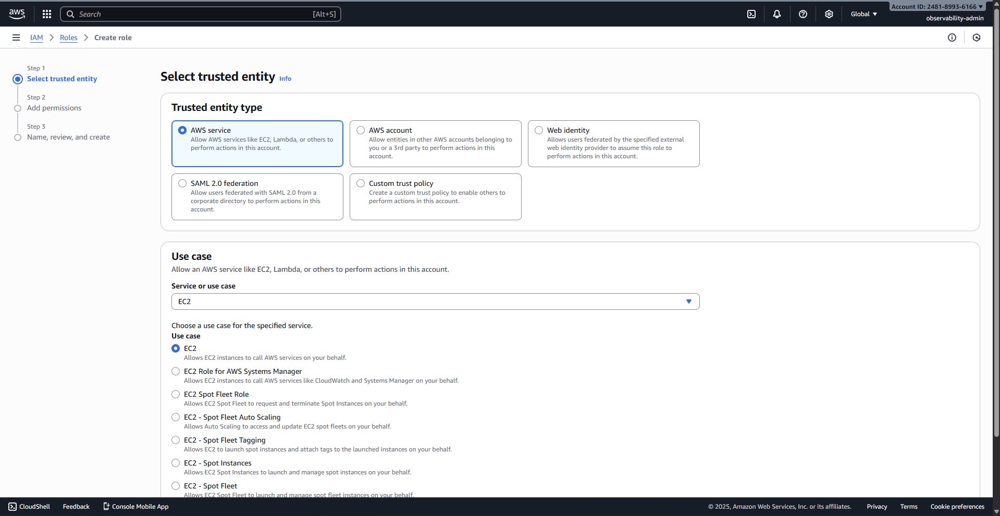 aws
Search
[Alt+S]
Global
Account ID: 2481-8993-6166
observability-admin
IAM
Roles
Create role
Step 1
Select trusted entity
Step 2
Add permissions
Step 3
Name, review, and create
Select trusted entity Info
Trusted entity type
AWS service
Allow AWS services like EC2, Lambda, or others to
perform actions in this account.
AWS account
Allow entities in other AWS accounts belonging to
you or a 3rd party to perform actions in this
account.
Web identity
Allows users federated by the specified external
web identity provider to assume this role to
perform actions in this account.
SAML 2.0 federation
Allow users federated with SAML 2.0 from a
corporate directory to perform actions in this
account.
Custom trust policy
Create a custom trust policy to enable others to
perform actions in this account.
Use case
Allow an AWS service like EC2, Lambda, or others to perform actions in this account.
Service or use case
EC2
Choose a use case for the specified service.
Use case
EC2
Allows EC2 instances to call AWS services on your behalf.
EC2 Role for AWS Systems Manager
Allows EC2 instances to call AWS services like CloudWatch and Systems Manager on your behalf.
EC2 Spot Fleet Role
Allows EC2 Spot Fleet to request and terminate Spot Instances on your behalf.
EC2 - Spot Fleet Auto Scaling
Allows Auto Scaling to access and update EC2 spot fleets on your behalf.
EC2 - Spot Fleet Tagging
Allows EC2 to launch spot instances and attach tags to the launched instances on your behalf.
EC2 - Spot Instances
Allows EC2 Spot Instances to launch and manage spot instances on your behalf.
EC2 - Spot Fleet
Allows EC2 Spot Fleet to launch and manage spot fleet instances on your behalf.
CloudShell
Feedback
Console Mobile App
© 2025, Amazon Web Services, Inc. or its affiliates.
Privacy
Terms
Cookie preferences